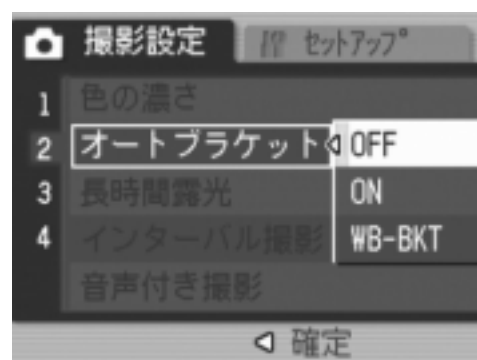 撮影設定 セットアップ
1 色の濃さ
2 オートブラケット OFF
3 長時間露光 ON
4 インターバル撮影 WB-BKT
音声付き撮影
確定